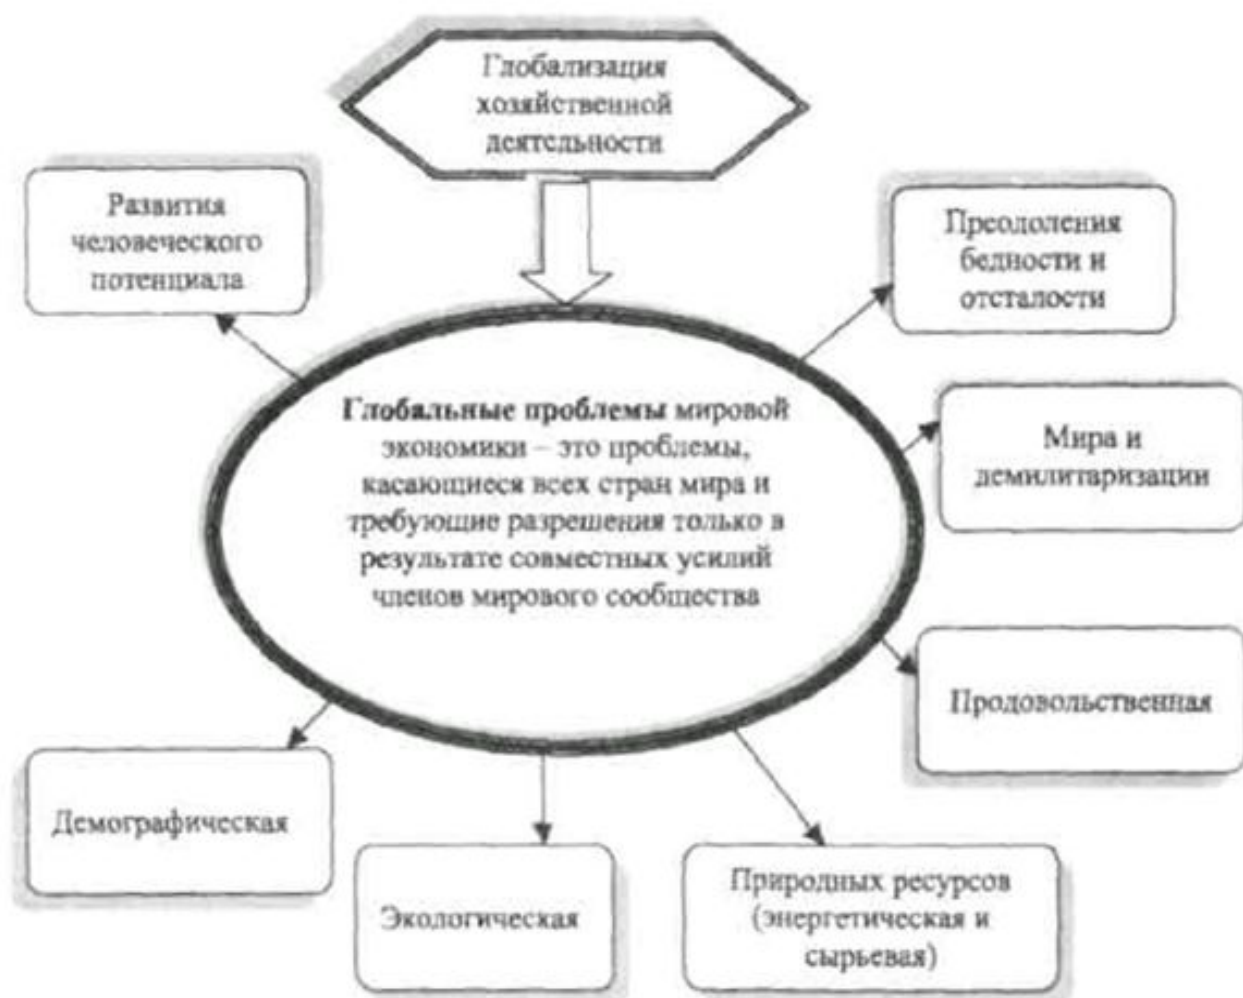 Глобализация
хозяйственной
деятельности
Развития
человеческого
потенциала
Преодоления
бедности и
отсталости
Глобальные проблемы мировой
экономики – это проблемы,
касающиеся всех стран мира и
требующие разрешения только в
результате совместных усилий
членов мирового сообщества
Мира и
демилитаризации
Продовольственная
Демографическая
Экологическая
Природных ресурсов
(энергетическая и
сырьевая)